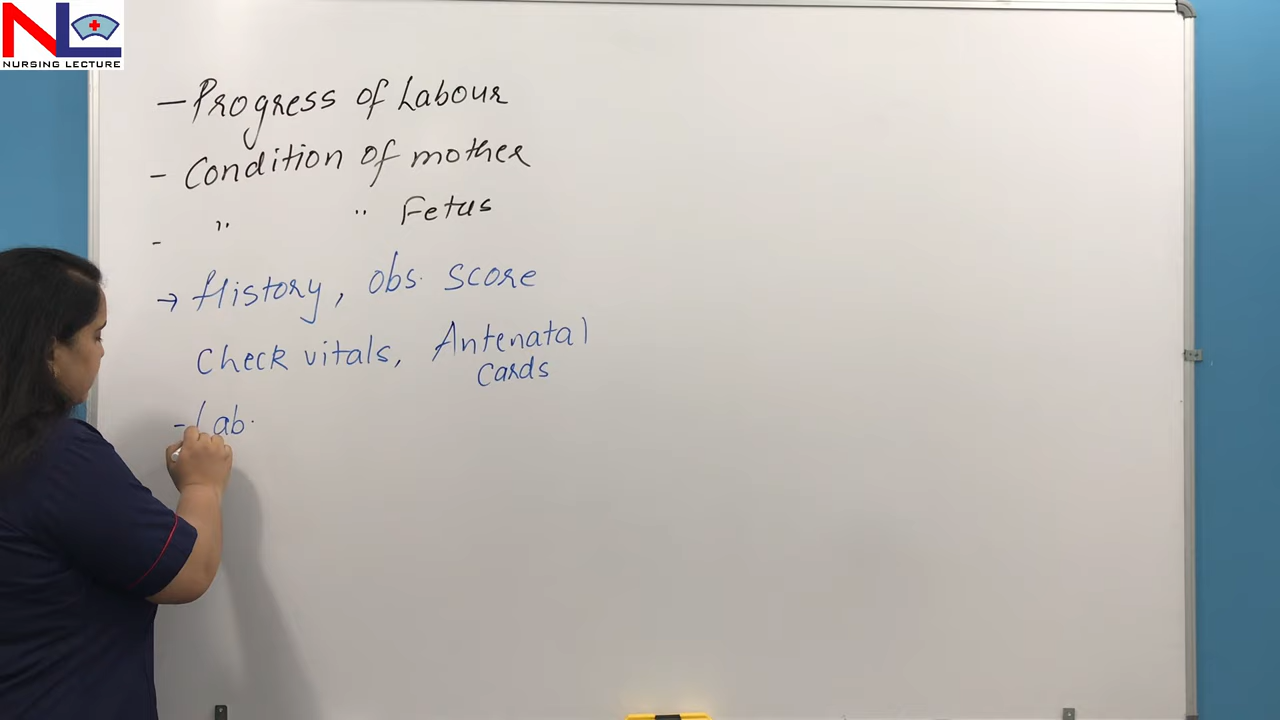 NL
NURSING LECTURE
- Progress of Labour
- Condition of mother
- " " Fetus
→ History, Obs. score
Check vitals, Antenatal
cards
- Lab.